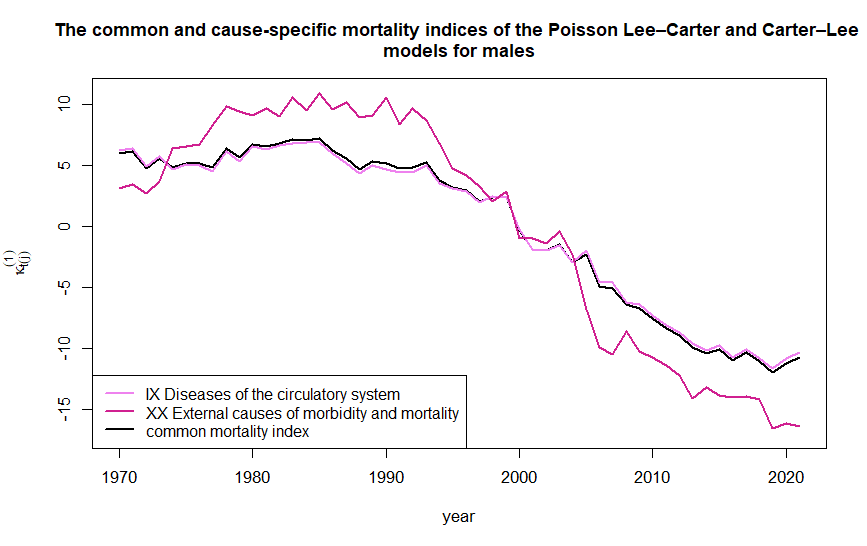 The common and cause-specific mortality indices of the Poisson Lee–Carter and Carter–Lee
models for males
10
5
0
-5
-10
-15
κt(j)(1)
IX Diseases of the circulatory system
XX External causes of morbidity and mortality
common mortality index
1970 1980 1990 2000 2010 2020
year